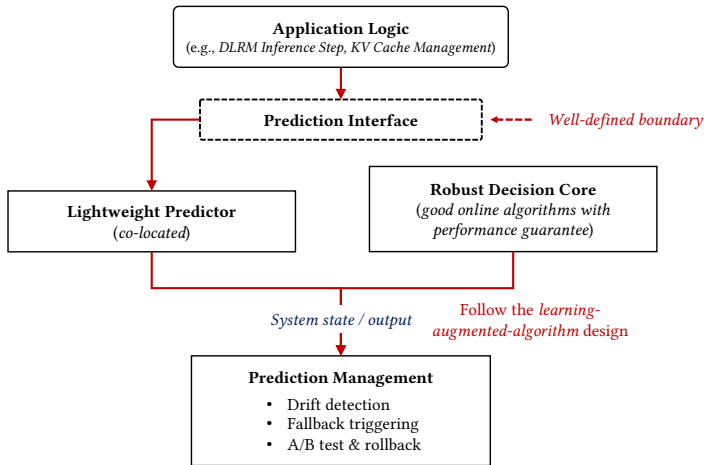 Application Logic
(e.g., DLRM Inference Step, KV Cache Management)
Prediction Interface
Well-defined boundary
Lightweight Predictor
(co-located)
Robust Decision Core
(good online algorithms with
performance guarantee)
System state / output
Follow the learning-
augmented-algorithm design
Prediction Management
• Drift detection
• Fallback triggering
• A/B test & rollback